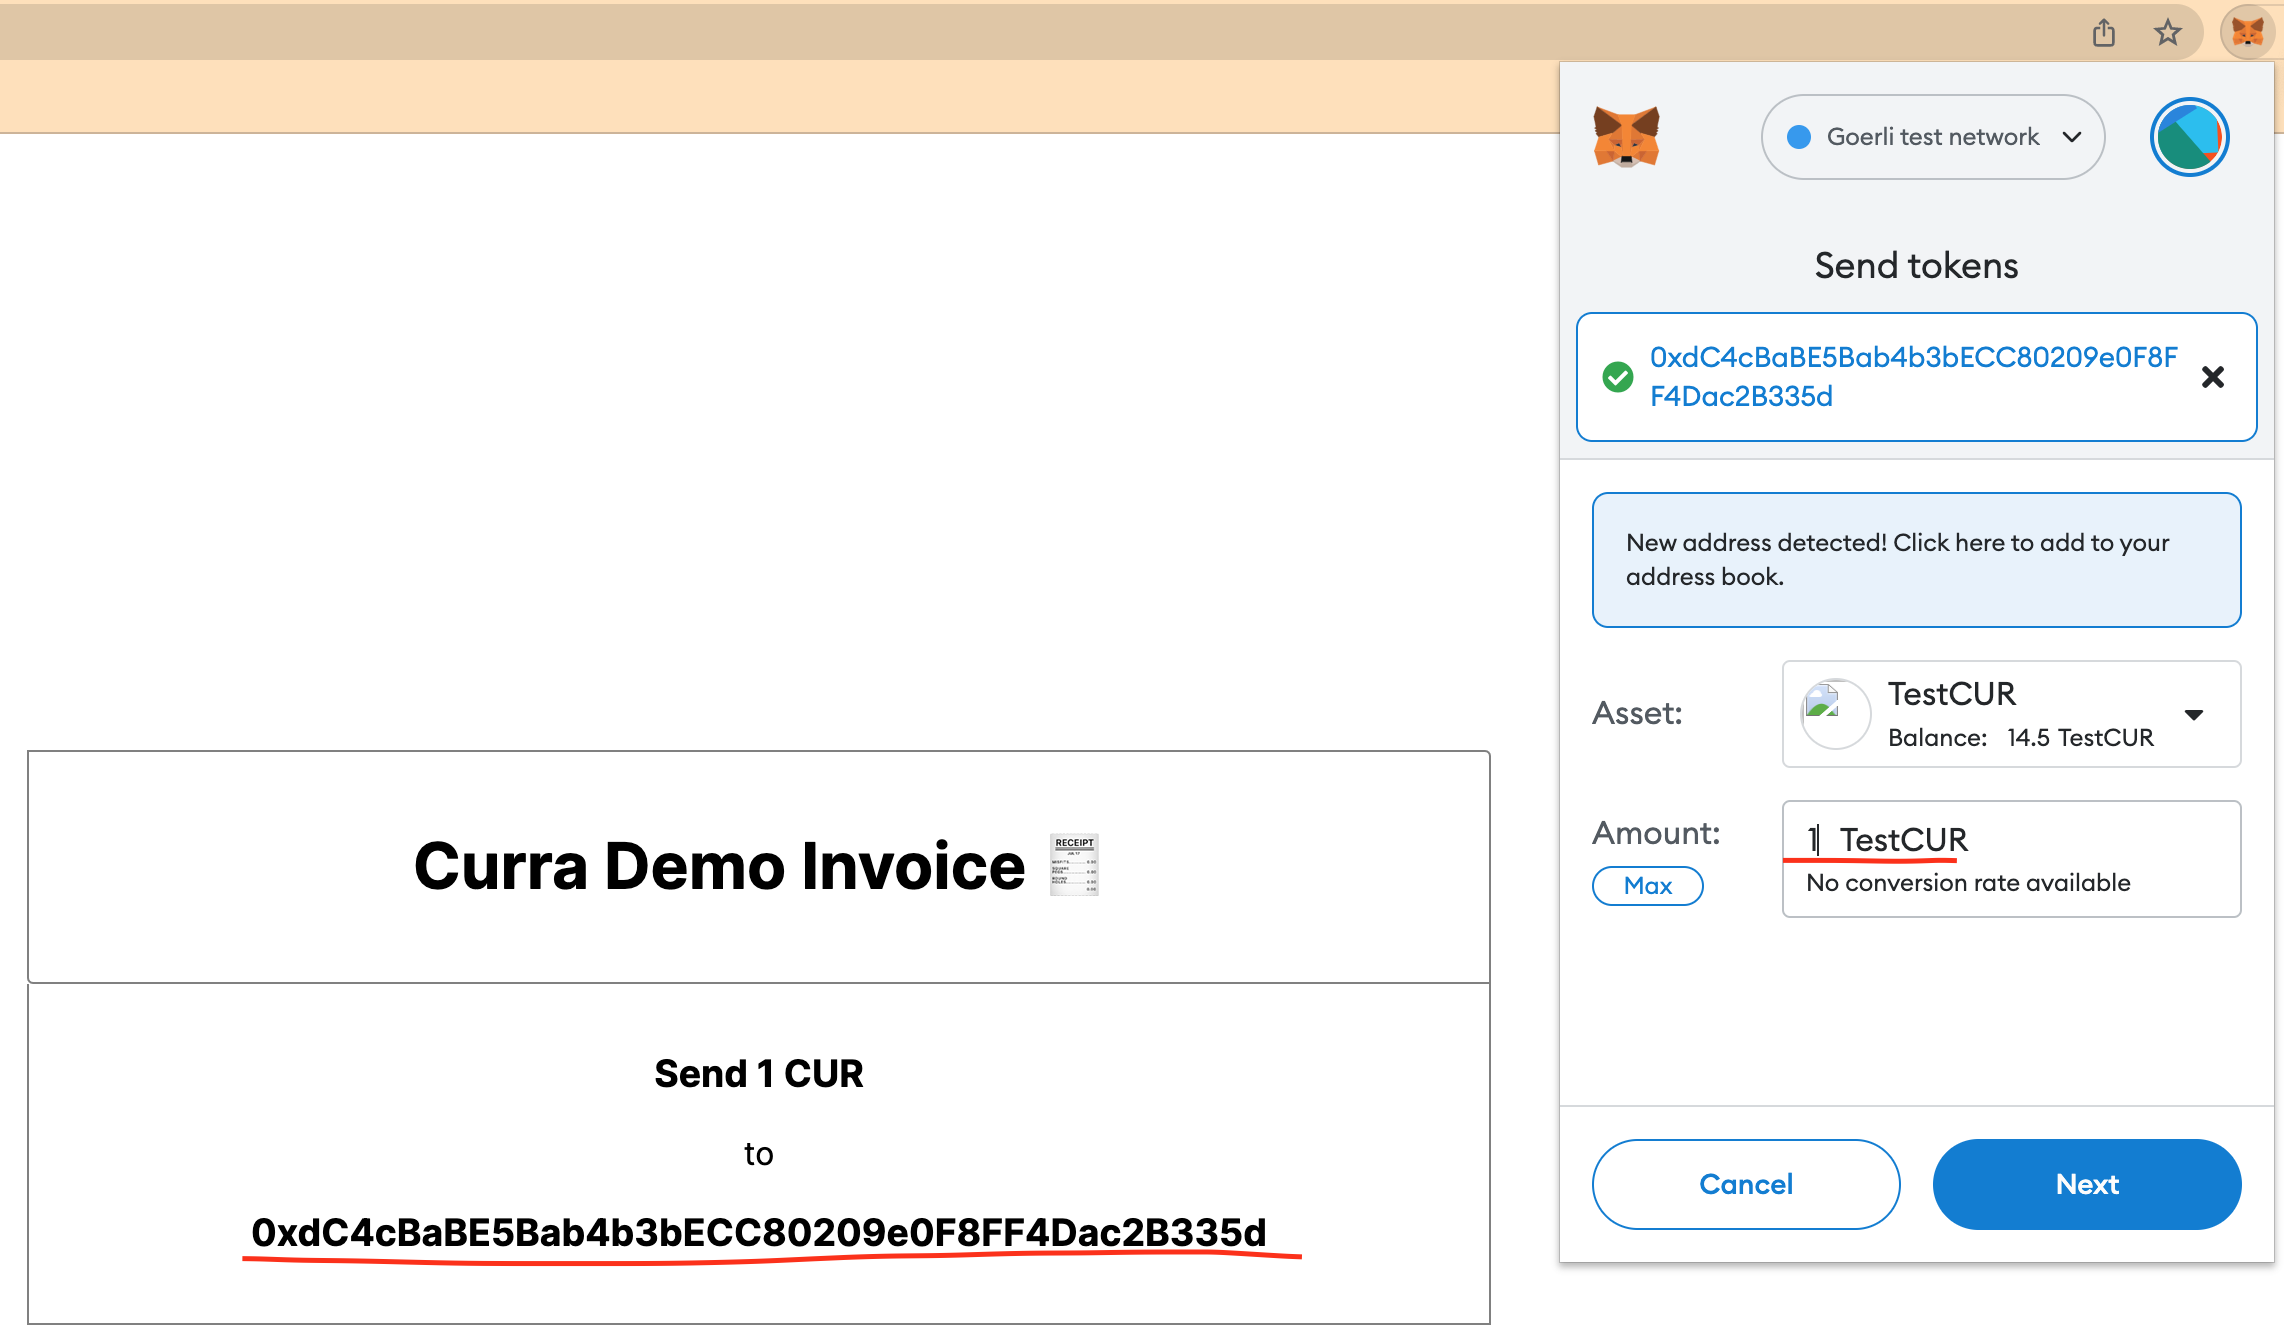 Goerli test network
Send tokens
0xdC4cBaBE5Bab4b3bECC80209e0F8F
F4Dac2B335d
New address detected! Click here to add to your
address book.
Asset:
TestCUR
Balance: 14.5 TestCUR
Amount:
Max
1 TestCUR
No conversion rate available
Cancel
Next
Curra Demo Invoice
RECEIPT
Send 1 CUR
to
0xdC4cBaBE5Bab4b3bECC80209e0F8FF4Dac2B335d